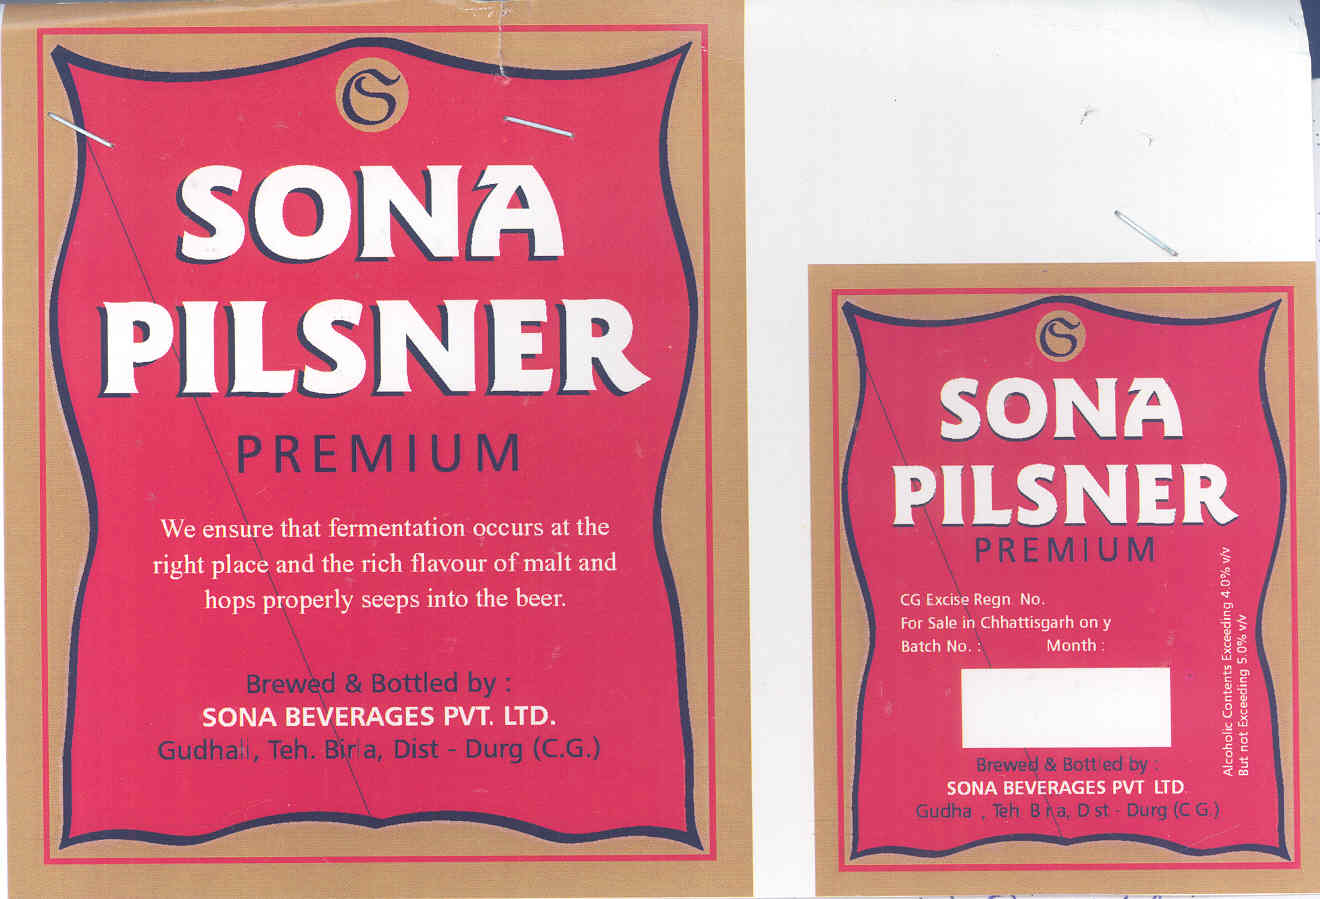 S
SONA
PILSNER
PREMIUM
We ensure that fermentation occurs at the
right place and the rich flavour of malt and
hops properly seeps into the beer.
Brewed & Bottled by :
SONA BEVERAGES PVT. LTD.
Gudhali, Teh. Birla, Dist - Durg (C.G.)
S
SONA
PILSNER
PREMIUM
CG Excise Regn No.
For Sale in Chhattisgarh on y
Batch No. : Month :
Alcoholic Contents Exceeding 4.0% v/v
But not Exceeding 5.0% v/v
Brewed & Bott ed by :
SONA BEVERAGES PVT LTD
Gudha , Teh B r a, D st - Durg (C G )